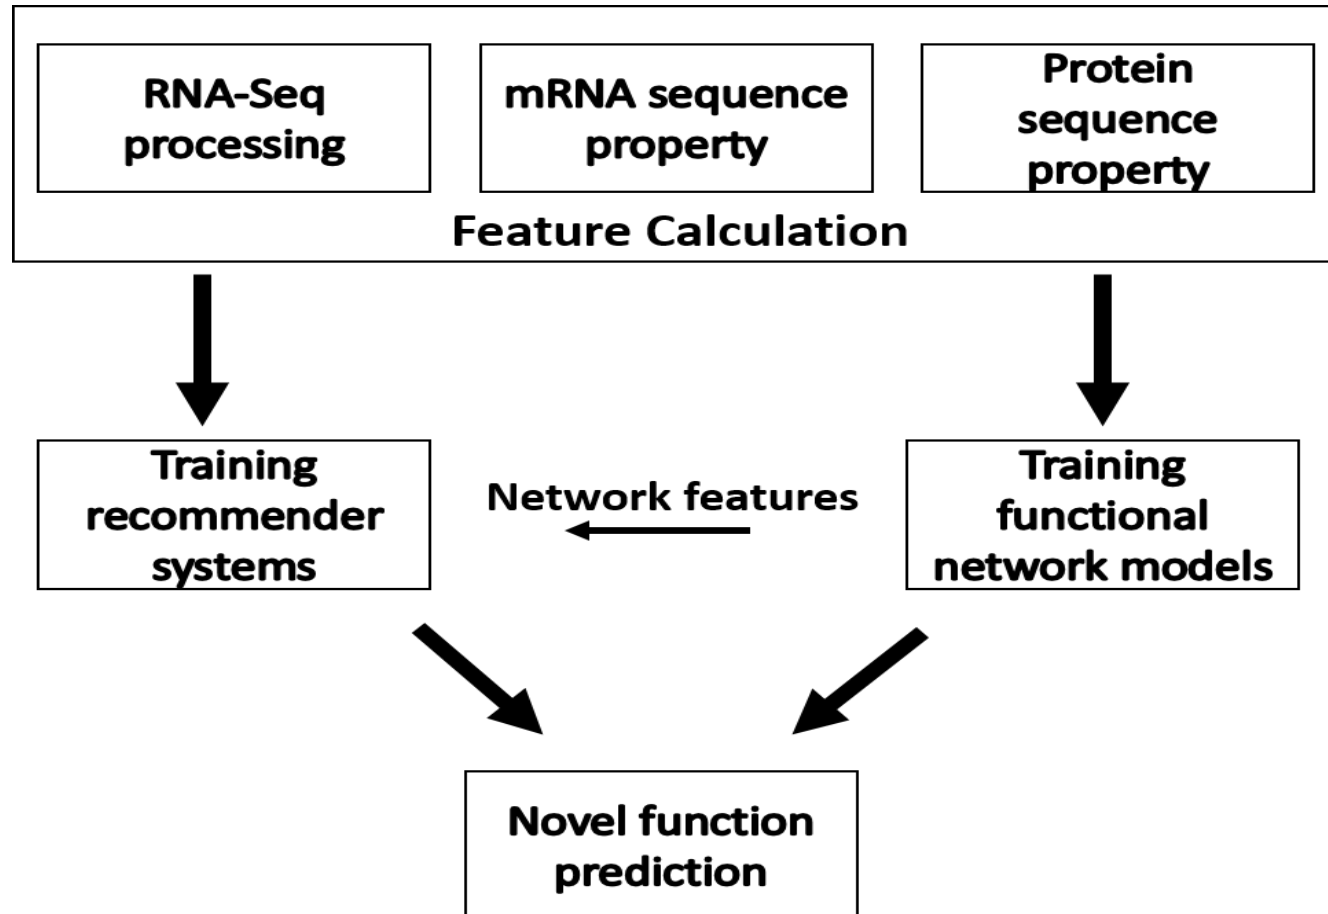 RNA-Seq
processing
mRNA sequence
property
Protein
sequence
property
Feature Calculation
Training
recommender
systems
Network features
Training
functional
network models
Novel function
prediction